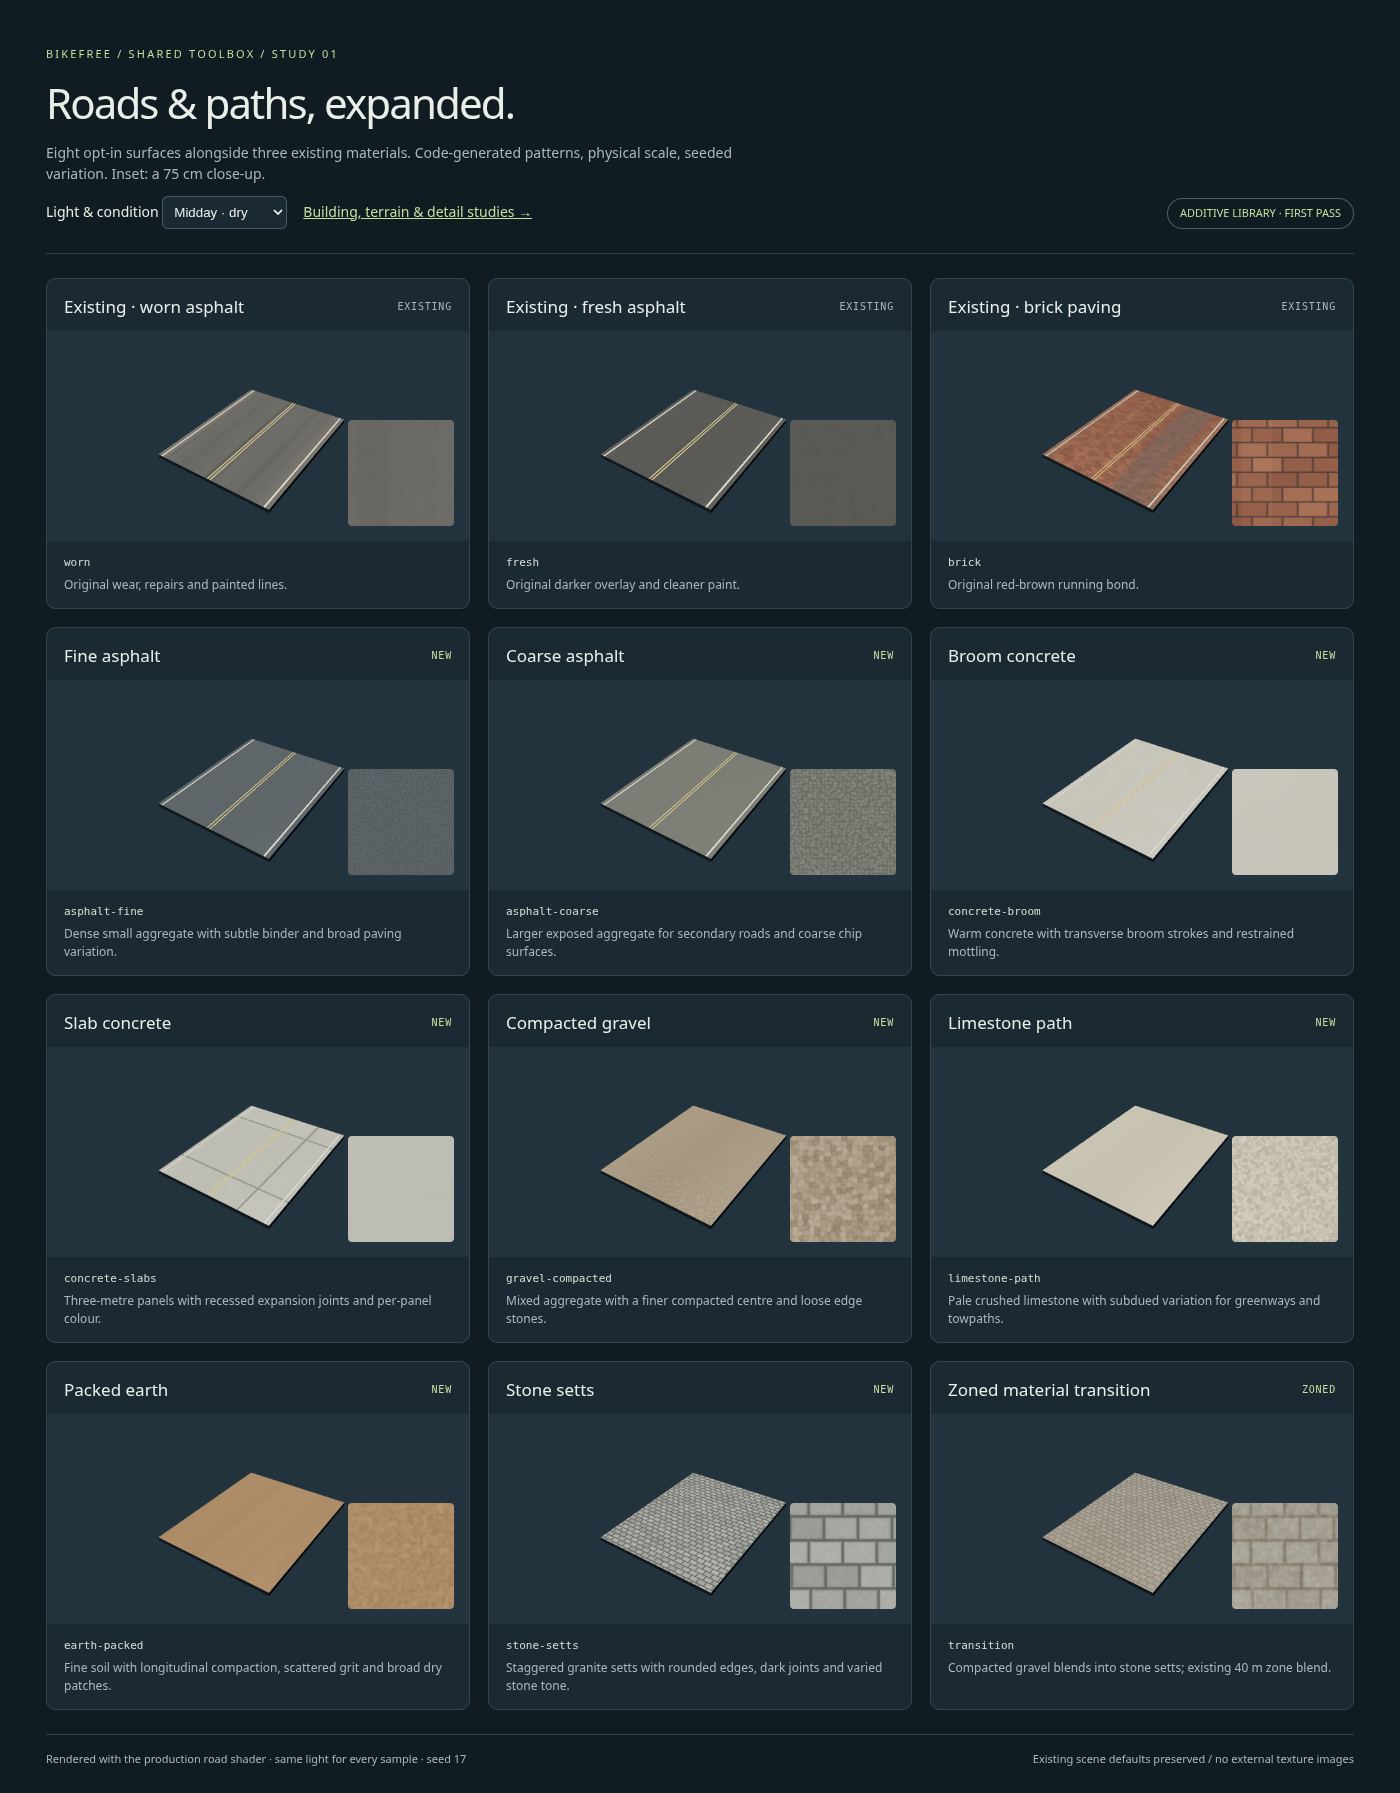 BIKEFREE / SHARED TOOLBOX / STUDY 01
Roads & paths, expanded.
Eight opt-in surfaces alongside three existing materials. Code-generated patterns, physical scale, seeded
variation. Inset: a 75 cm close-up.
Light & condition Midday · dry Building, terrain & detail studies → ADDITIVE LIBRARY · FIRST PASS
Existing · worn asphalt EXISTING
worn
Original wear, repairs and painted lines.
Existing · fresh asphalt EXISTING
fresh
Original darker overlay and cleaner paint.
Existing · brick paving EXISTING
brick
Original red-brown running bond.
Fine asphalt NEW
asphalt-fine
Dense small aggregate with subtle binder and broad paving
variation.
Coarse asphalt NEW
asphalt-coarse
Larger exposed aggregate for secondary roads and coarse chip
surfaces.
Broom concrete NEW
concrete-broom
Warm concrete with transverse broom strokes and restrained
mottling.
Slab concrete NEW
concrete-slabs
Three-metre panels with recessed expansion joints and per-panel
colour.
Compacted gravel NEW
gravel-compacted
Mixed aggregate with a finer compacted centre and loose edge
stones.
Limestone path NEW
limestone-path
Pale crushed limestone with subdued variation for greenways and
towpaths.
Packed earth NEW
earth-packed
Fine soil with longitudinal compaction, scattered grit and broad dry
patches.
Stone setts NEW
stone-setts
Staggered granite setts with rounded edges, dark joints and varied
stone tone.
Zoned material transition ZONED
transition
Compacted gravel blends into stone setts; existing 40 m zone blend.
Rendered with the production road shader · same light for every sample · seed 17
Existing scene defaults preserved / no external texture images